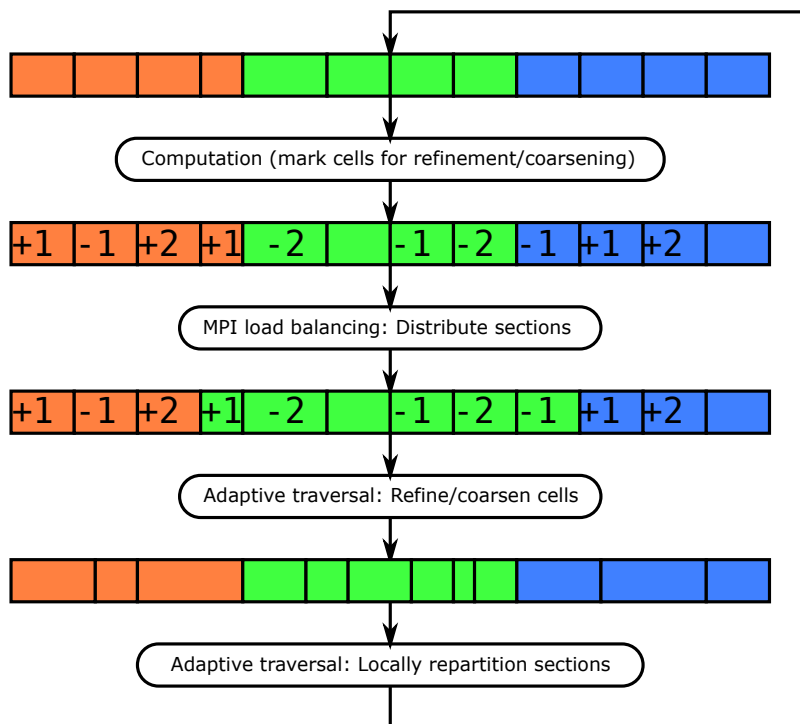 Computation (mark cells for refinement/coarsening)
+1 -1 +2 +1 -2 -1 -2 -1 +1 +2
MPI load balancing: Distribute sections
+1 -1 +2 +1 -2 -1 -2 -1 +1 +2
Adaptive traversal: Refine/coarsen cells
Adaptive traversal: Locally repartition sections